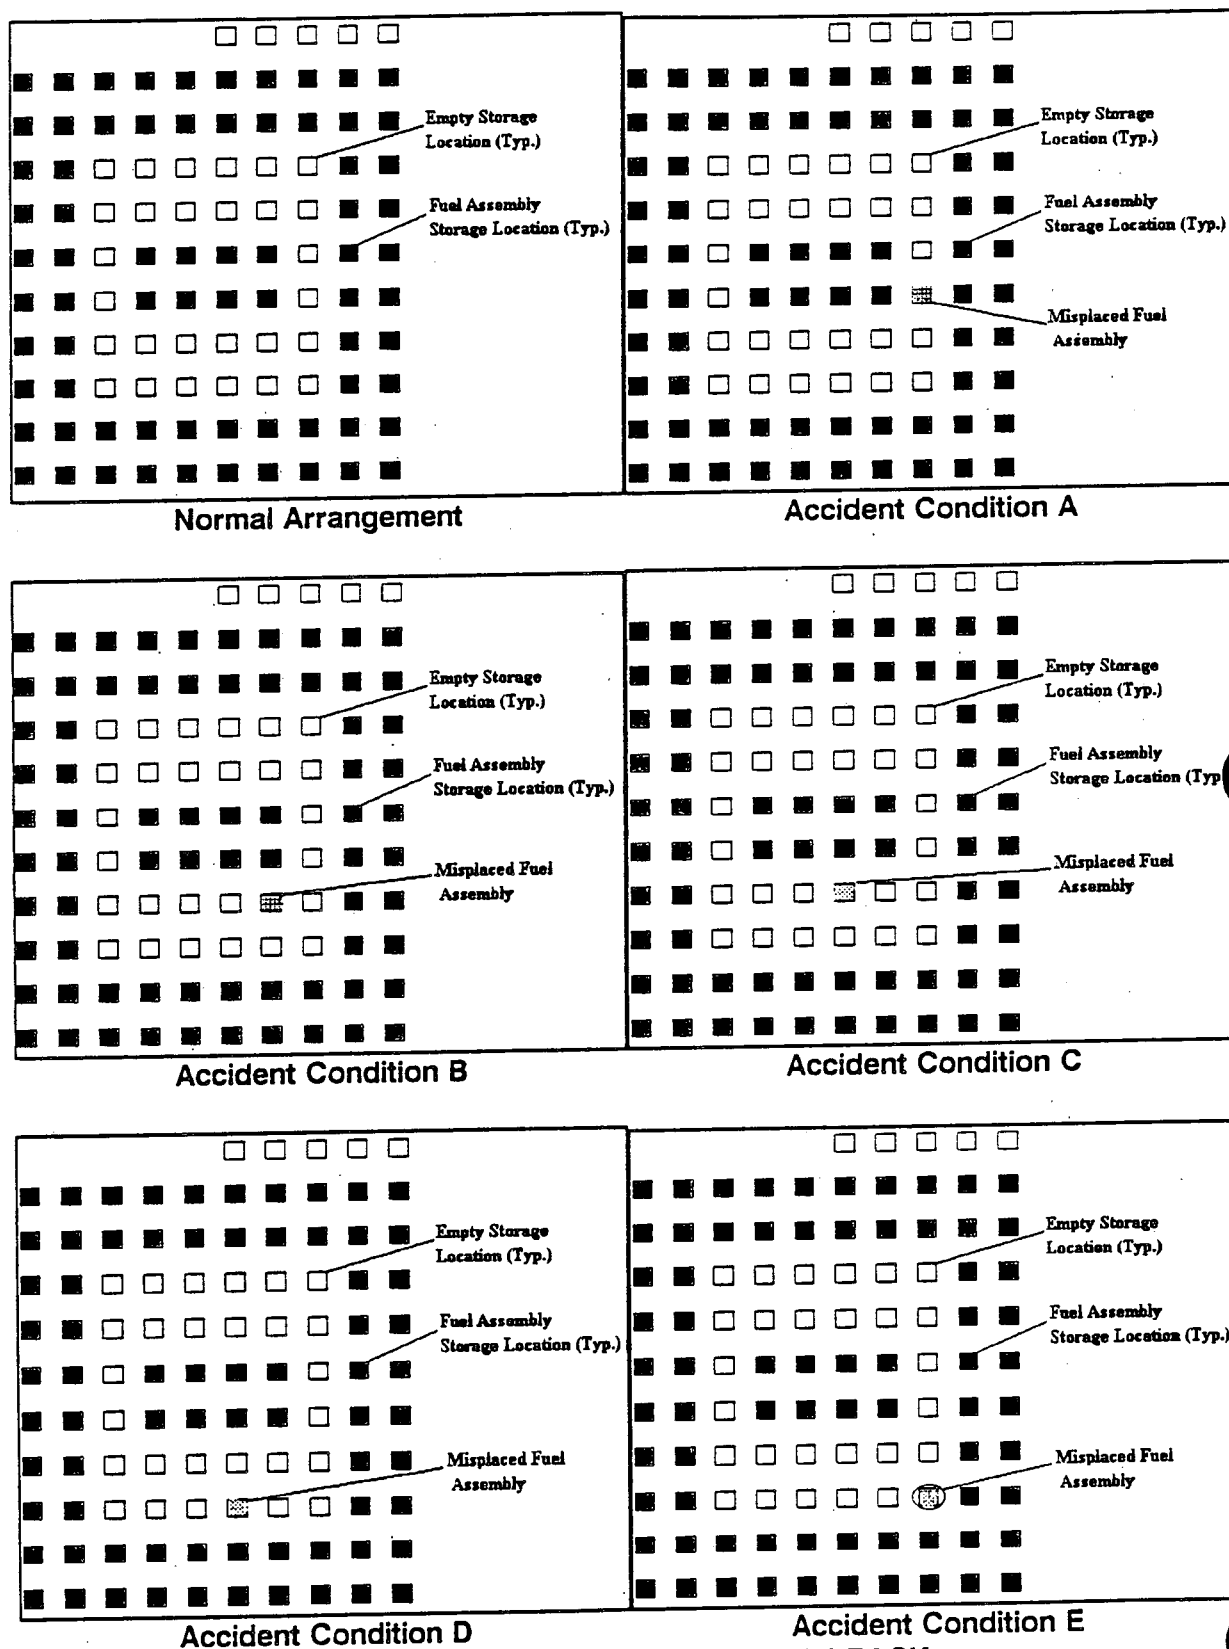 Empty Storage
Location (Typ.)
Fuel Assembly
Storage Location (Typ.)
Normal Arrangement
Empty Storage
Location (Typ.)
Fuel Assembly
Storage Location (Typ.)
Misplaced Fuel
Assembly
Accident Condition A
Empty Storage
Location (Typ.)
Fuel Assembly
Storage Location (Typ.)
Misplaced Fuel
Assembly
Accident Condition B
Empty Storage
Location (Typ.)
Fuel Assembly
Storage Location (Typ
Misplaced Fuel
Assembly
Accident Condition C
Empty Storage
Location (Typ.)
Fuel Assembly
Storage Location (Typ.)
Misplaced Fuel
Assembly
Accident Condition D
Empty Storage
Location (Typ.)
Fuel Assembly
Storage Location (Typ.)
Misplaced Fuel
Assembly
Accident Condition E